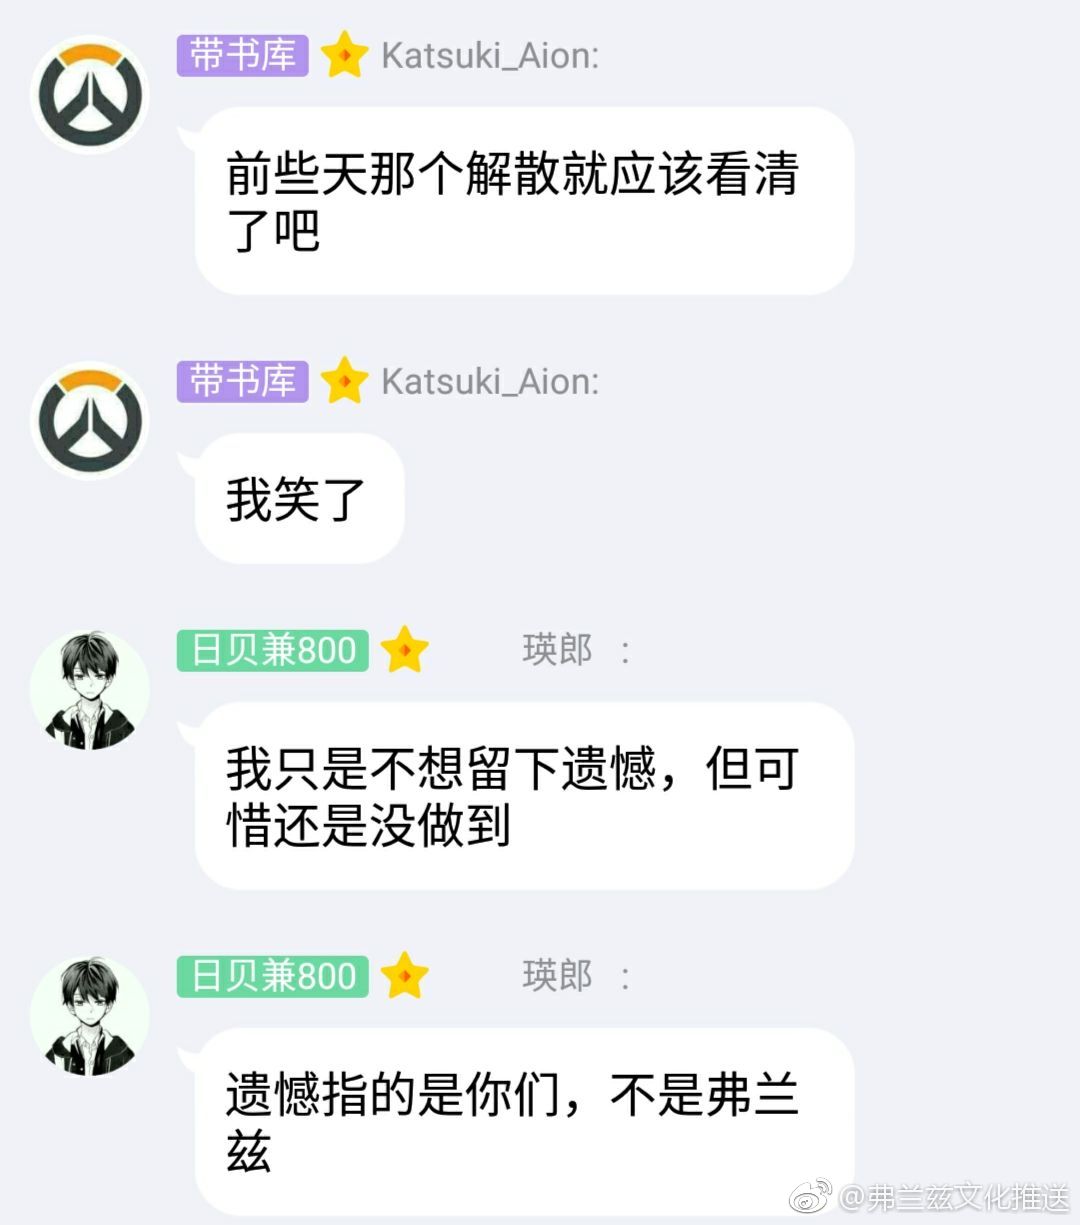 带书库 Katsuki_Aion:
前些天那个解散就应该看清
了吧
带书库 Katsuki_Aion:
我笑了
日贝兼800 瑛郎 :
我只是不想留下遗憾，但可
惜还是没做到
日贝兼800 瑛郎 :
遗憾指的是你们，不是弗兰
兹
@弗兰兹文化推送